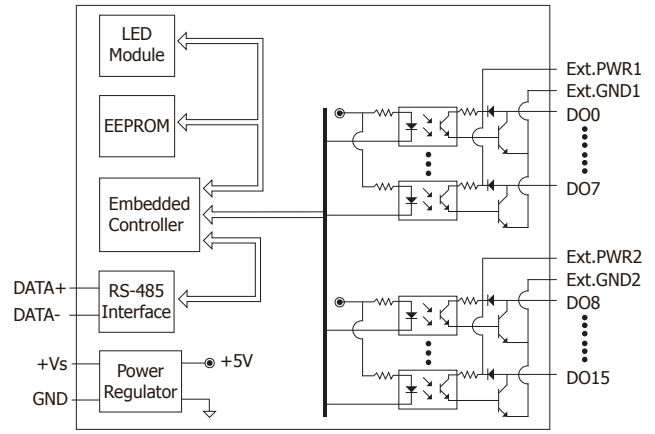 LED
Module
EEPROM
Embedded
Controller
RS-485
Interface
DATA+
DATA-
+Vs
GND
Power
Regulator
+5V
Ext.PWR1
Ext.GND1
DO0
DO7
Ext.PWR2
Ext.GND2
DO8
DO15